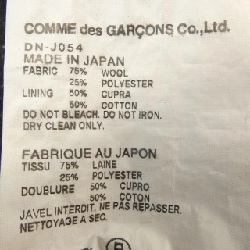 COMME des GARÇONS Co., Ltd.
DN-J054
MADE IN JAPAN
FABRIC 75% WOOL
25% POLYESTER
LINING 50% CUPRA
50% COTTON
DO NOT BLEACH. DO NOT IRON.
DRY CLEAN ONLY.
FABRIQUE AU JAPON
TISSU 75% LAINE
25% POLYESTER
DOUBLURE 50% CUPRO
50% COTON
JAVEL INTERDIT. NE PAS REPASSER.
NETTOYAGE A SEC.